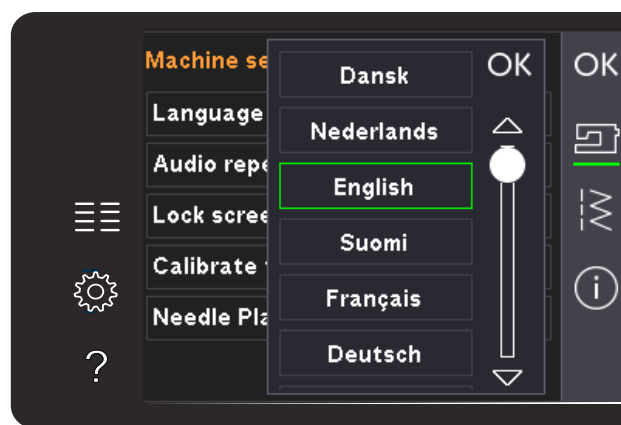 Machine se
Language
Audio repe
Lock scree
Calibrate
Needle Pla
Dansk
Nederlands
English
Suomi
Français
Deutsch
OK
OK
?
i